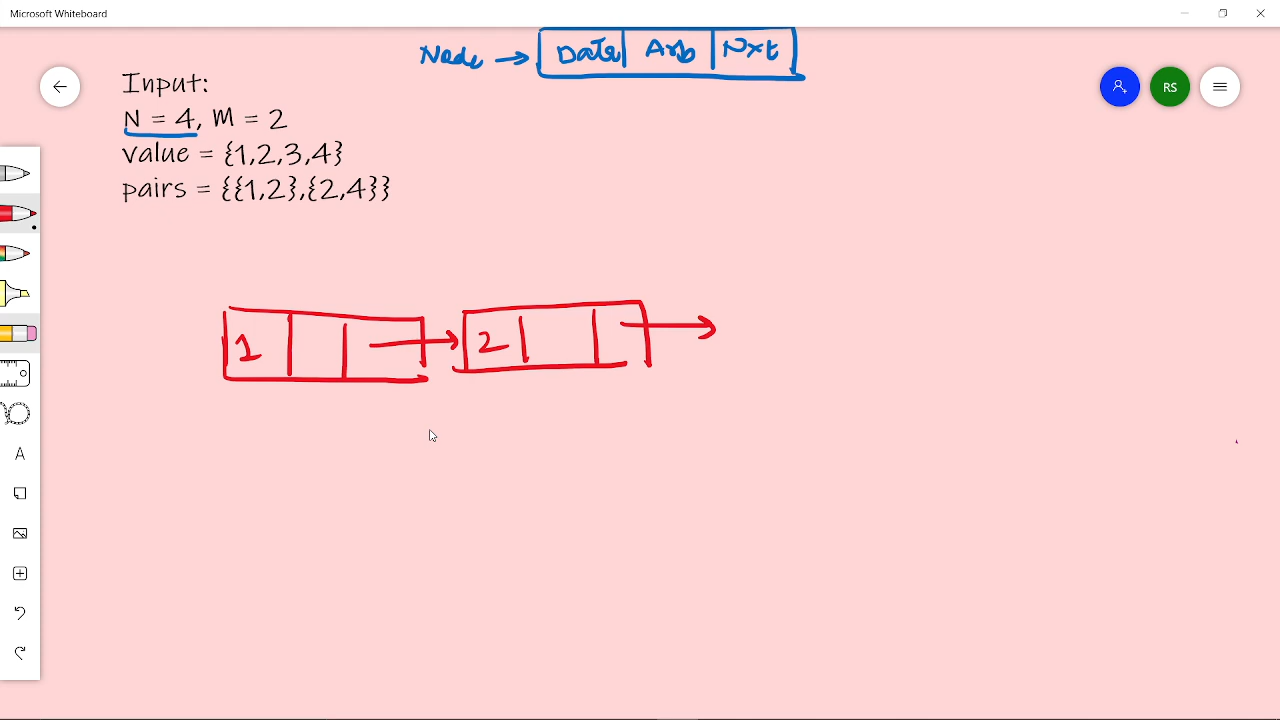 Microsoft Whiteboard
Node → Data Arb Nxt
Input:
N = 4, M = 2
value = {1,2,3,4}
pairs = {{1,2},{2,4}}
RS
1 2
A